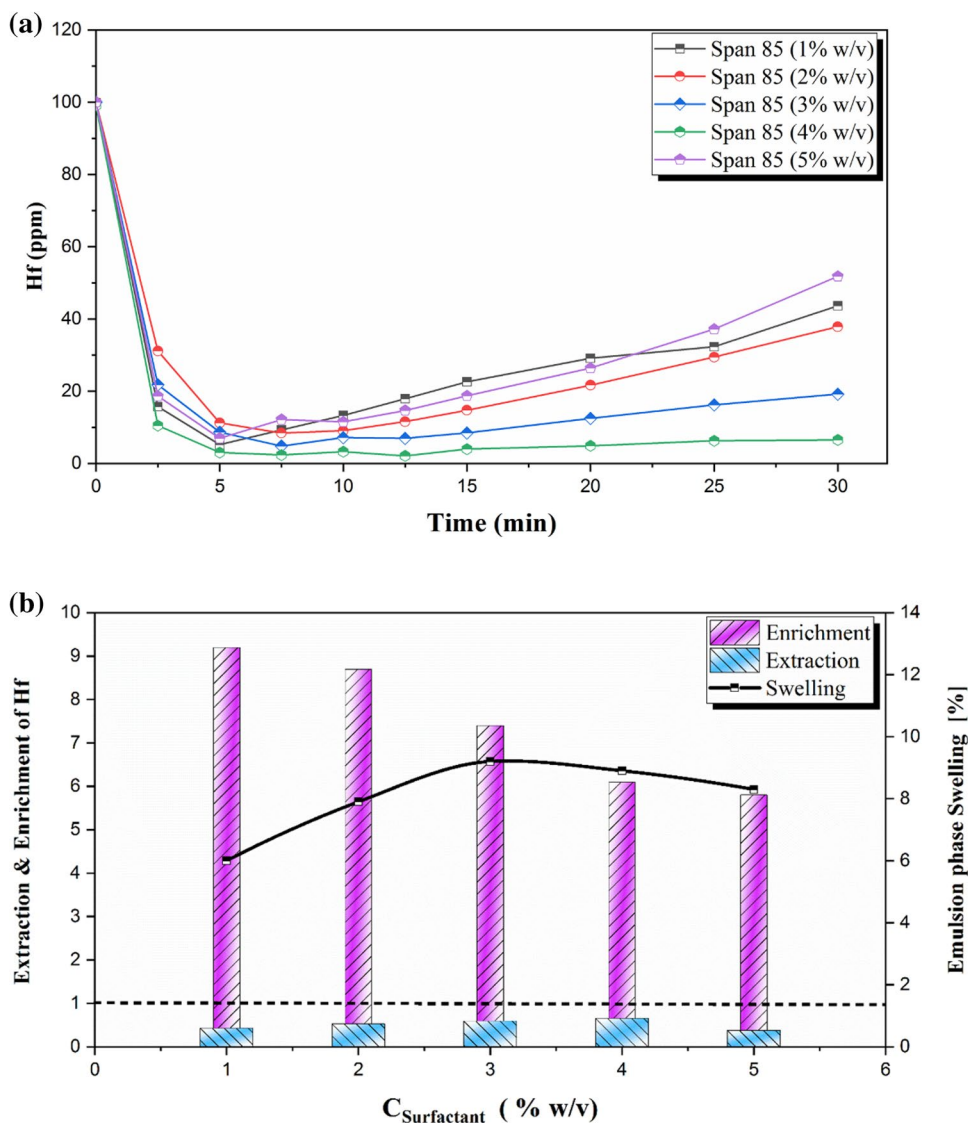 (a)
120
100
80
60
40
20
0
Hf (ppm)
Span 85 (1% w/v)
Span 85 (2% w/v)
Span 85 (3% w/v)
Span 85 (4% w/v)
Span 85 (5% w/v)
0 5 10 15 20 25 30
Time (min)
(b)
10
9
8
7
6
5
4
3
2
1
0
Extraction & Enrichment of Hf
Enrichment
Extraction
Swelling
14
12
10
8
6
4
2
0
Emulsion phase Swelling [%]
0 1 2 3 4 5 6
CSurfactant ( % w/v)